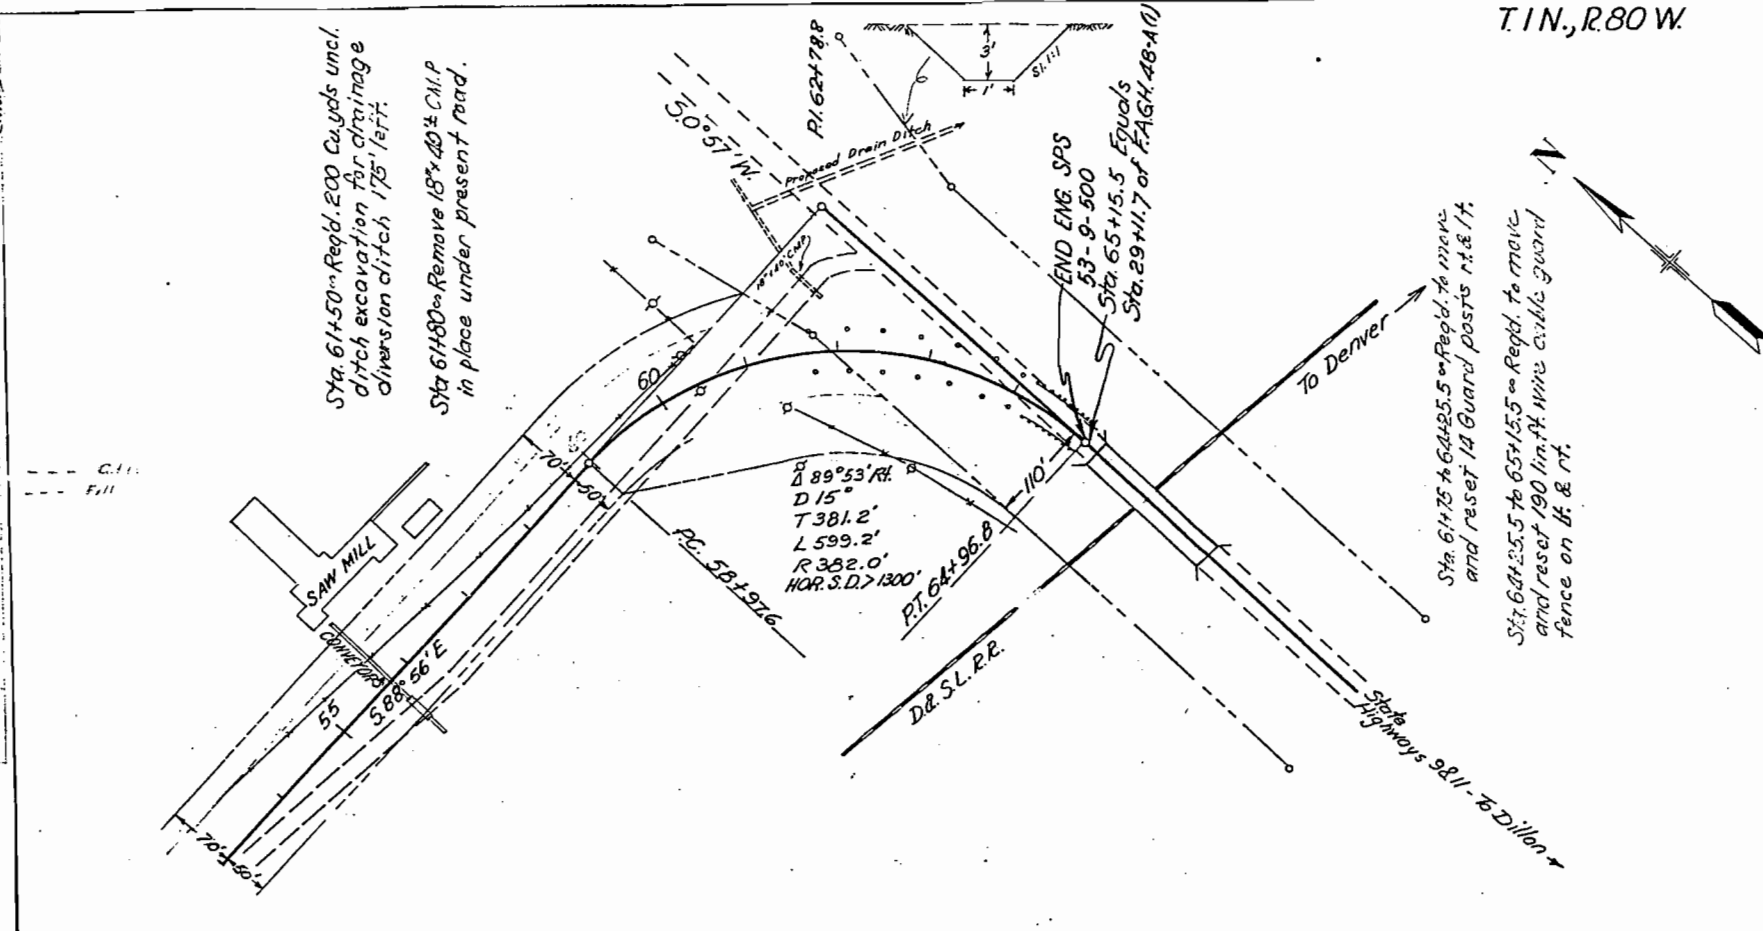 T.1N., R.80W.
Sta. 61+50 Reqd. 200 Cu.yds uncl.
ditch excavation for drainage
diversion ditch 175' left.
Sta 61+80 Remove 18"x40' C.M.P
in place under present road.
S.0°57'W.
P.I. 62+78.8
3'
1'
Sl. 1:1
Proposed Drain Ditch
18"x40' C.M.P.
END ENG. SPS
53-9-500
Sta. 65+15.5 Equals
Sta. 29+11.7 of F.A.G.H. 48-A(1)
N
To Denver
Sta. 61+75 to 64+25.5 Reqd. to move
and reset 14 Guard posts rt. & lt.
Sta. 64+25.5 to 65+15.5 Reqd. to move
and reset 190 lin. ft. wire cable guard
fence on lt. & rt.
60
70'
50'
110'
Δ 89°53' Rt.
D 15°
T 381.2'
L 599.2'
R 382.0'
HOR. S.D. > 1300'
P.C. 58+97.6
P.T. 64+96.8
D. & S.L. R.R.
Cut
Fill
SAW MILL
CONVEYORS
55
S.88°56'E
70'
50'
State
Highways 9&11 - To Dillon